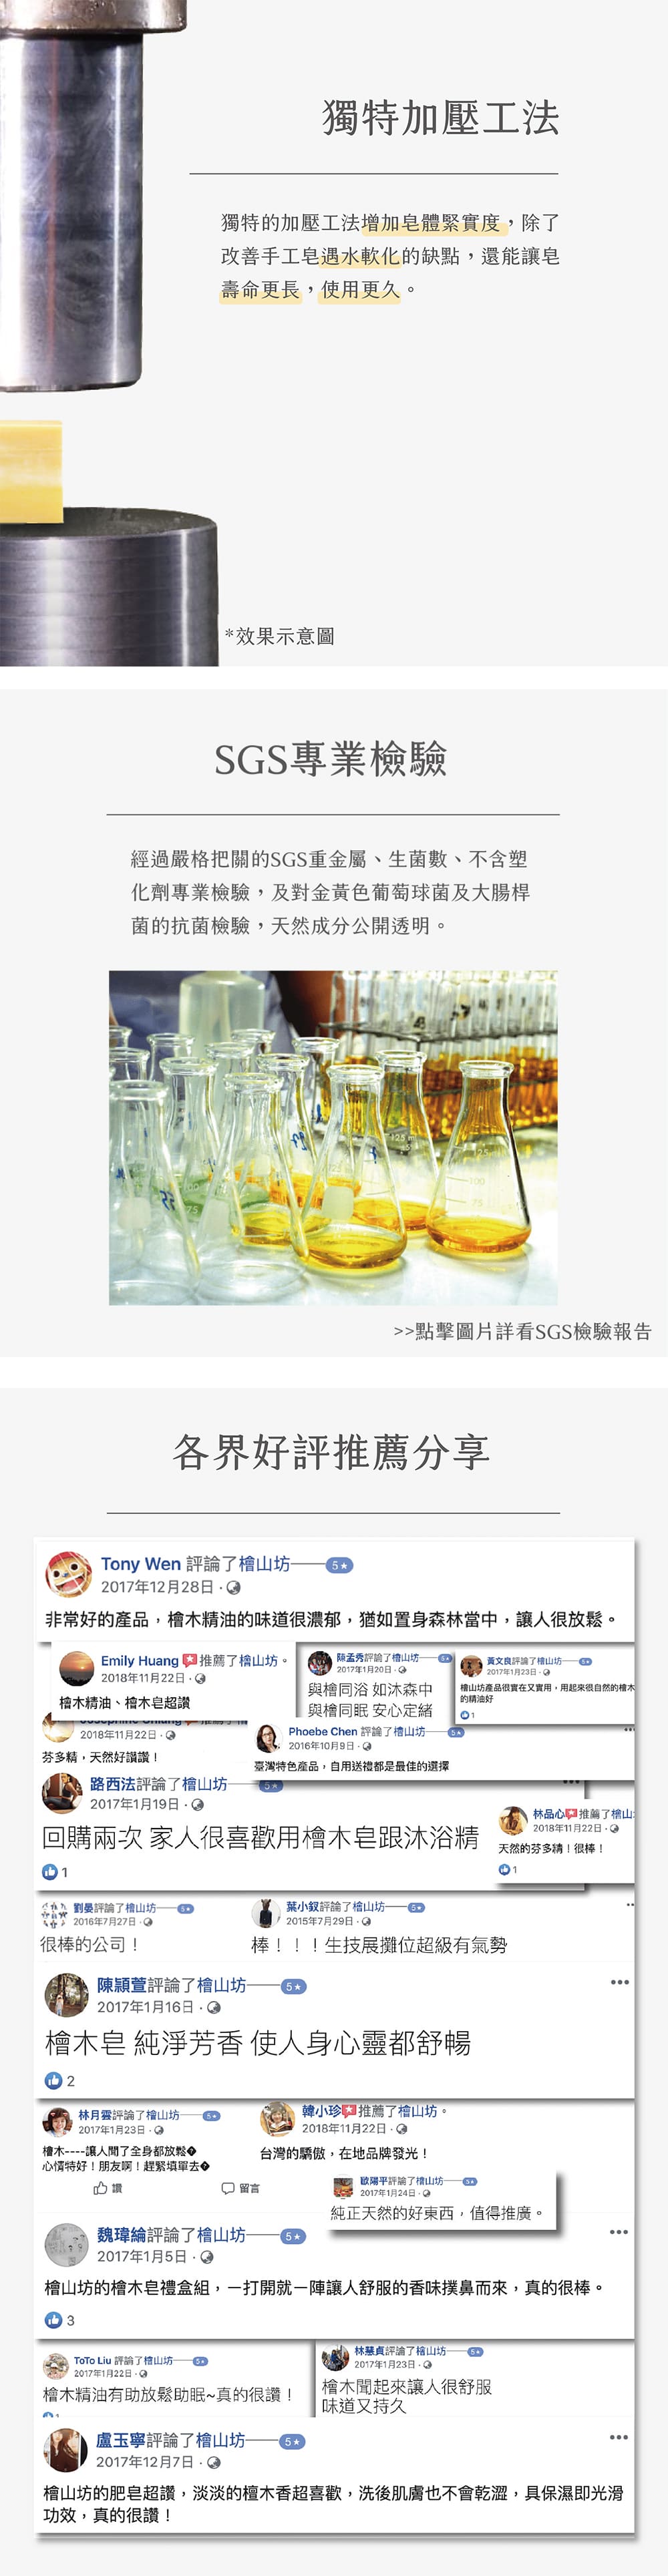 獨特加壓工法
獨特的加壓工法增加皂體緊實度，除了
改善手工皂遇水軟化的缺點，還能讓皂
壽命更長，使用更久。
*效果示意圖
SGS專業檢驗
經過嚴格把關的SGS重金屬、生菌數、不含塑
化劑專業檢驗，及對金黃色葡萄球菌及大腸桿
菌的抗菌檢驗，天然成分公開透明。
>>點擊圖片詳看SGS檢驗報告
各界好評推薦分享
Tony Wen 評論了檜山坊——5★
2017年12月28日
非常好的產品，檜木精油的味道很濃郁，猶如置身森林當中，讓人很放鬆。
Emily Huang 推薦了檜山坊。
2018年11月22日
檜木精油、檜木皂超讚
陳孟秀評論了檜山坊——5★
2017年1月20日
與檜同浴 如沐森中
與檜同眠 安心定緒
黃文良評論了檜山坊——5★
2017年1月23日
檜山坊產品很實在又實用，用起來很自然的檜木
的精油好
1
2018年11月22日
芬多精，天然好讚讚！
Phoebe Chen 評論了檜山坊——5★
2016年10月9日
臺灣特色產品，自用送禮都是最佳的選擇
路西法評論了檜山坊——5★
2017年1月19日
回購兩次 家人很喜歡用檜木皂跟沐浴精
1
林品心 推薦了檜山
2018年11月22日
天然的芬多精！很棒！
1
劉晏評論了檜山坊——5★
2016年7月27日
很棒的公司！
葉小釵評論了檜山坊——5★
2015年7月29日
棒！！！生技展攤位超級有氣勢
陳顥萱評論了檜山坊——5★
2017年1月16日
檜木皂 純淨芳香 使人身心靈都舒暢
2
林月雲評論了檜山坊——5★
2017年1月23日
檜木----讓人聞了全身都放鬆�
心情特好！朋友啊！趕緊填單去�
讚
留言
韓小珍 推薦了檜山坊。
2018年11月22日
台灣的驕傲，在地品牌發光！
歐陽平評論了檜山坊——5★
2017年1月24日
純正天然的好東西，值得推廣。
魏瑋綸評論了檜山坊——5★
2017年1月5日
檜山坊的檜木皂禮盒組，一打開就一陣讓人舒服的香味撲鼻而來，真的很棒。
3
ToTo Liu 評論了檜山坊——5★
2017年1月22日
檜木精油有助放鬆助眠~真的很讚！
林慧貞評論了檜山坊——5★
2017年1月23日
檜木聞起來讓人很舒服
味道又持久
盧玉寧評論了檜山坊——5★
2017年12月7日
檜山坊的肥皂超讚，淡淡的檀木香超喜歡，洗後肌膚也不會乾澀，具保濕即光滑
功效，真的很讚！